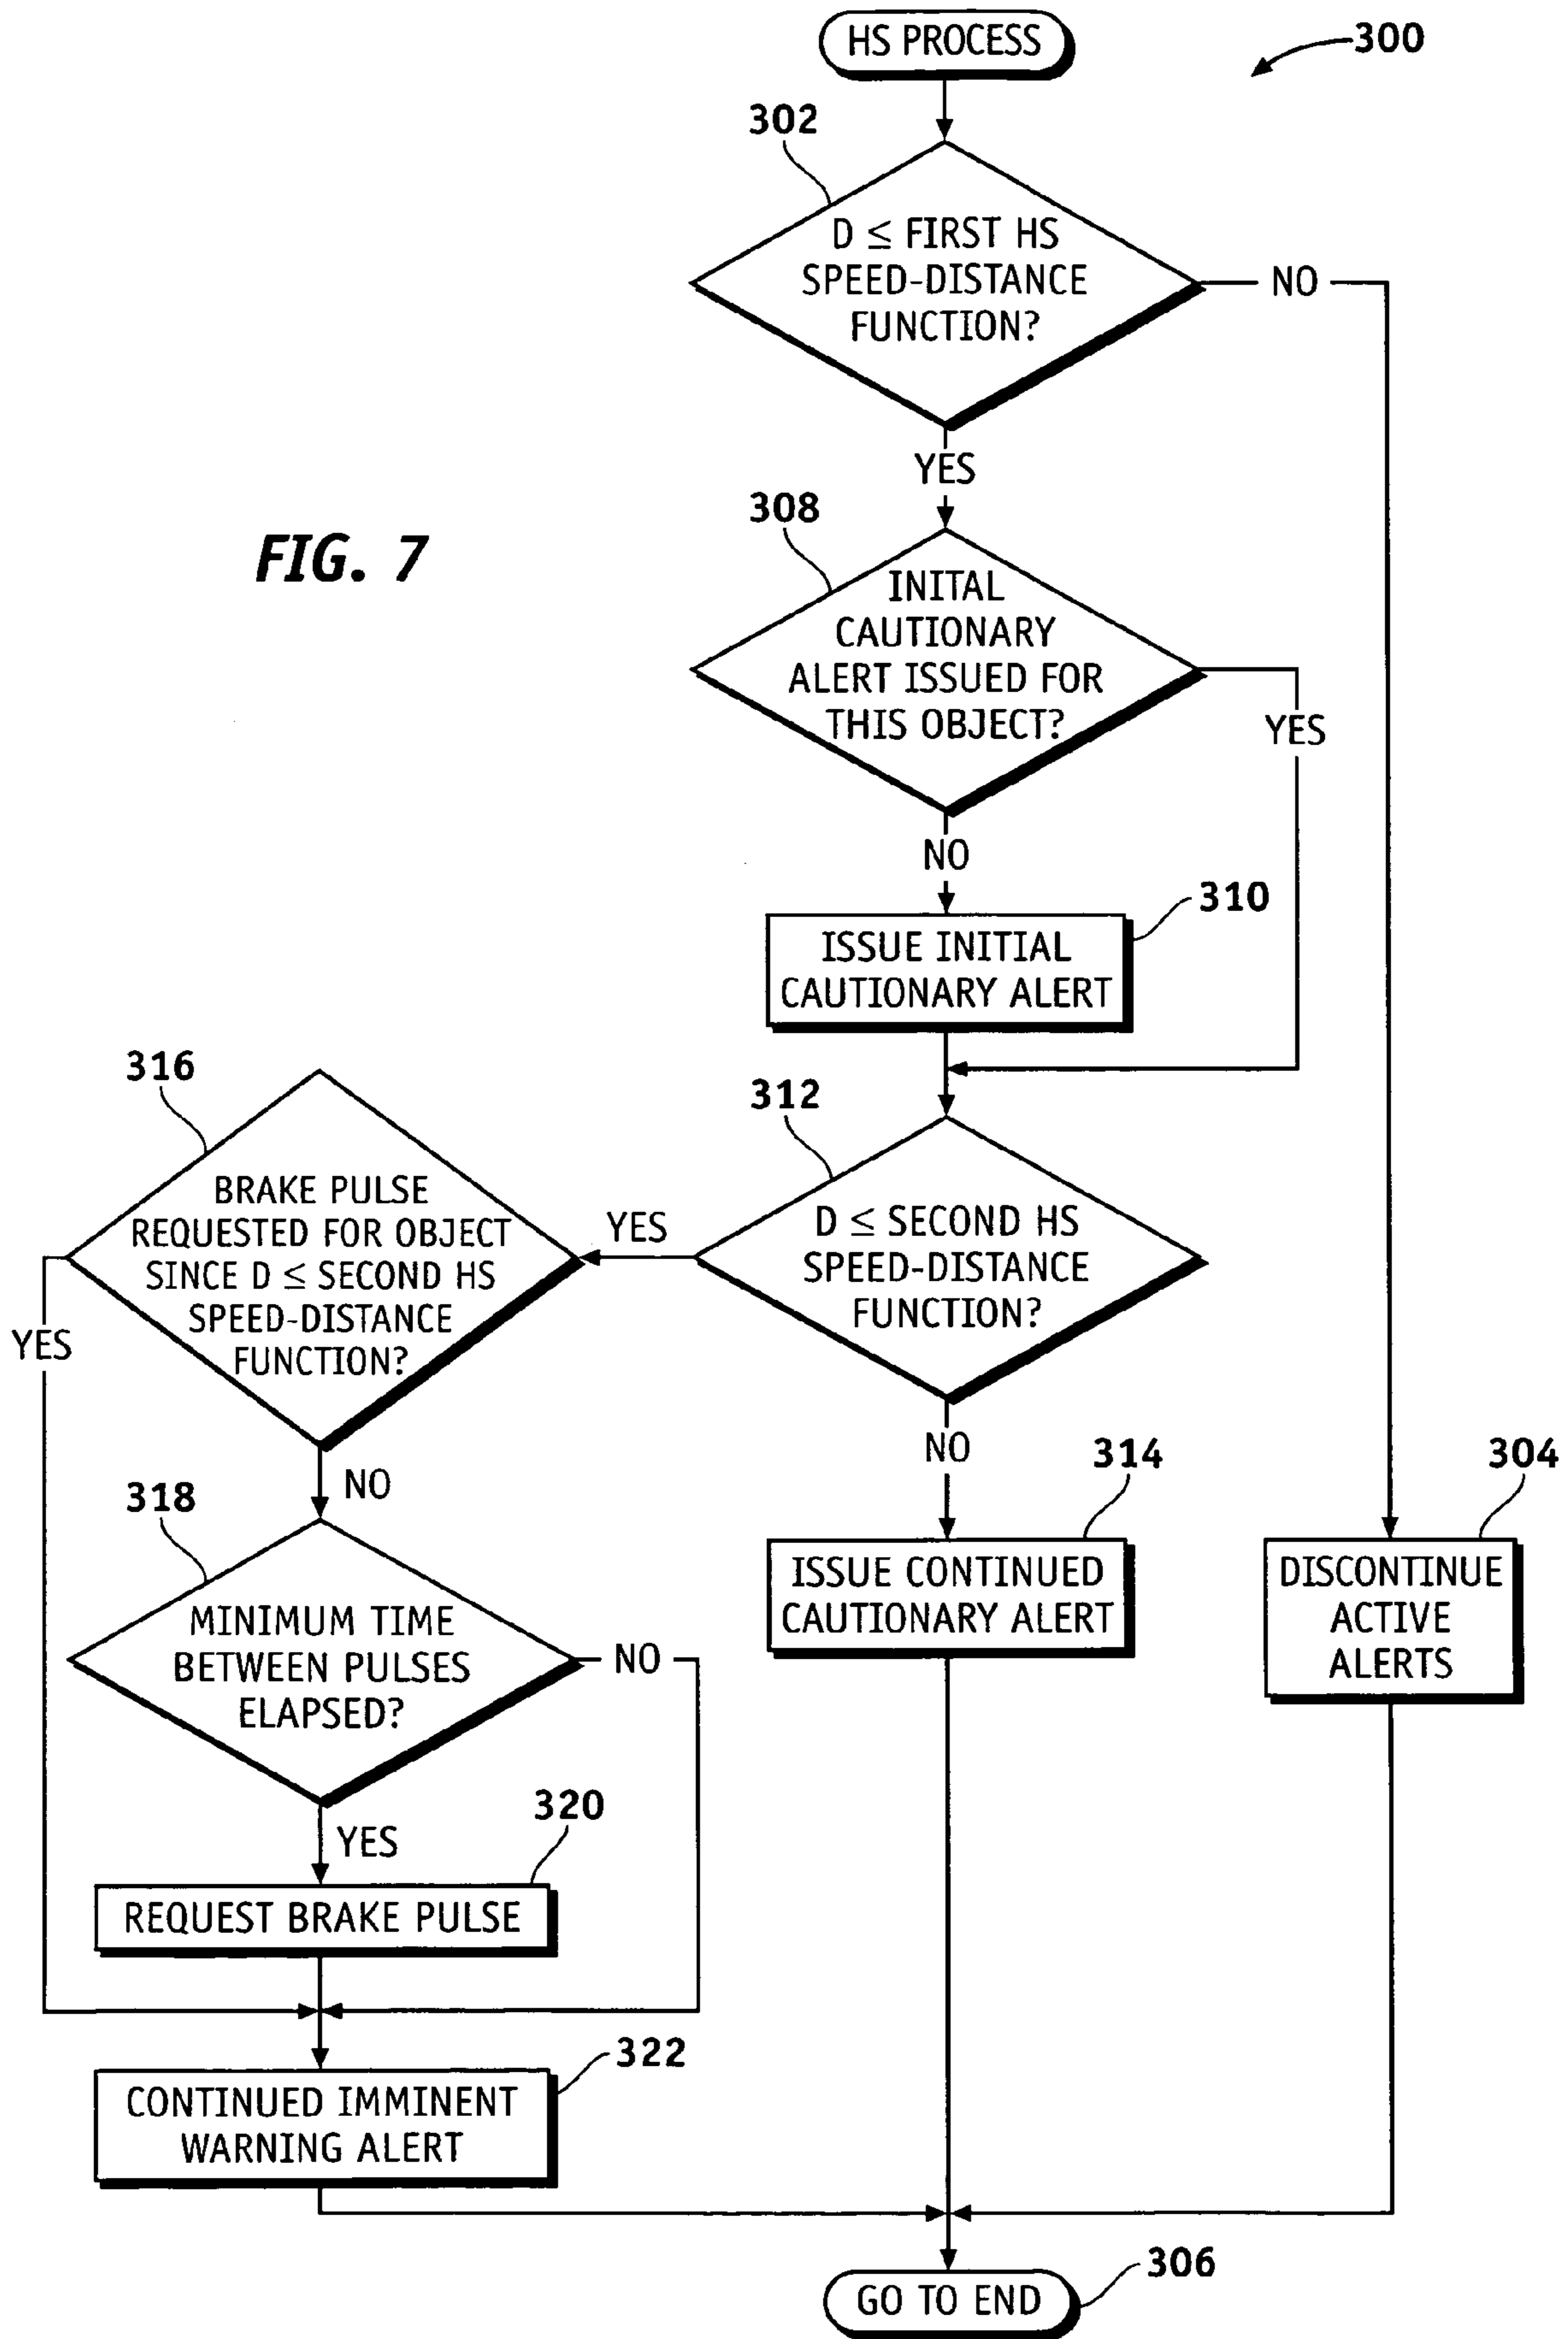 HS PROCESS
300
302
D ≤ FIRST HS
SPEED-DISTANCE
FUNCTION?
NO
YES
FIG. 7
308
INITAL
CAUTIONARY
ALERT ISSUED FOR
THIS OBJECT?
YES
NO
310
ISSUE INITIAL
CAUTIONARY ALERT
316
BRAKE PULSE
REQUESTED FOR OBJECT
SINCE D ≤ SECOND HS
SPEED-DISTANCE
FUNCTION?
YES
312
D ≤ SECOND HS
SPEED-DISTANCE
FUNCTION?
YES
NO
NO
314
ISSUE CONTINUED
CAUTIONARY ALERT
304
DISCONTINUE
ACTIVE
ALERTS
318
MINIMUM TIME
BETWEEN PULSES
ELAPSED?
NO
YES
320
REQUEST BRAKE PULSE
322
CONTINUED IMMINENT
WARNING ALERT
306
GO TO END